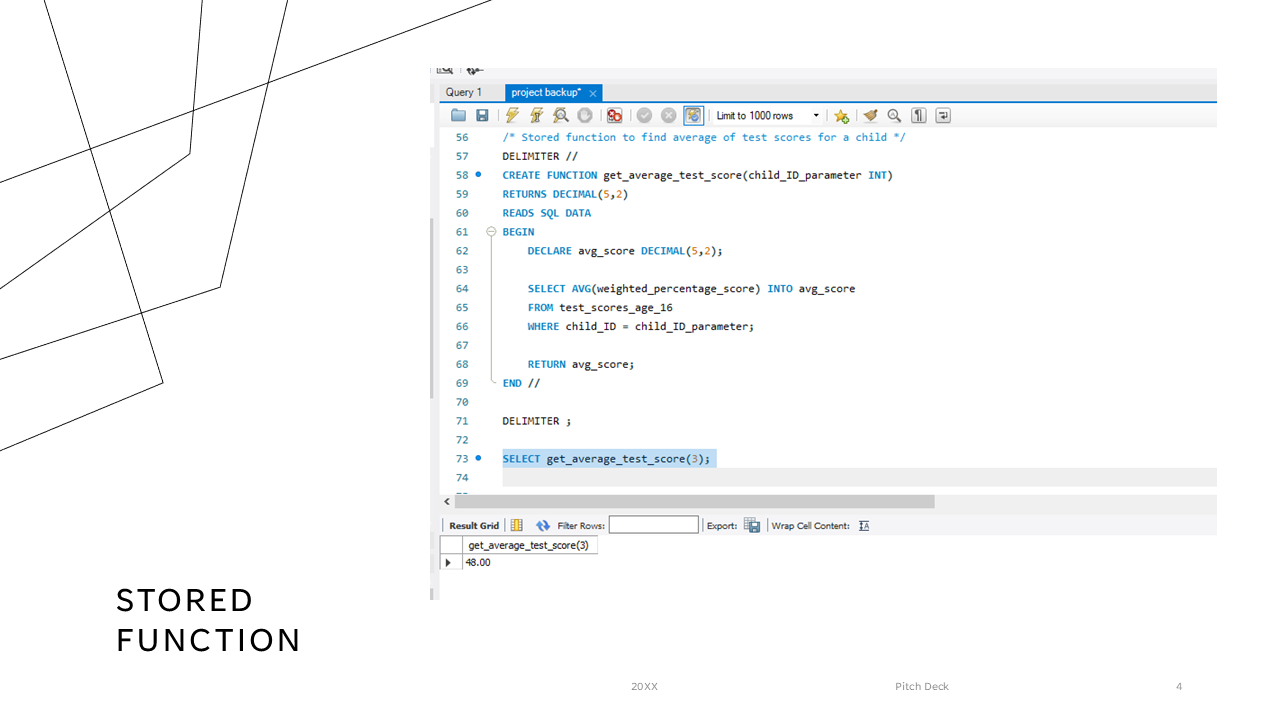 Query 1
project backup*
Limit to 1000 rows
56 /* Stored function to find average of test scores for a child */
57 DELIMITER //
58 CREATE FUNCTION get_average_test_score(child_ID_parameter INT)
59 RETURNS DECIMAL(5,2)
60 READS SQL DATA
61 BEGIN
62 DECLARE avg_score DECIMAL(5,2);
63
64 SELECT AVG(weighted_percentage_score) INTO avg_score
65 FROM test_scores_age_16
66 WHERE child_ID = child_ID_parameter;
67
68 RETURN avg_score;
69 END //
70
71 DELIMITER ;
72
73 SELECT get_average_test_score(3);
74
Result Grid Filter Rows: Export: Wrap Cell Content:
get_average_test_score(3)
48.00
STORED
FUNCTION
20XX Pitch Deck 4